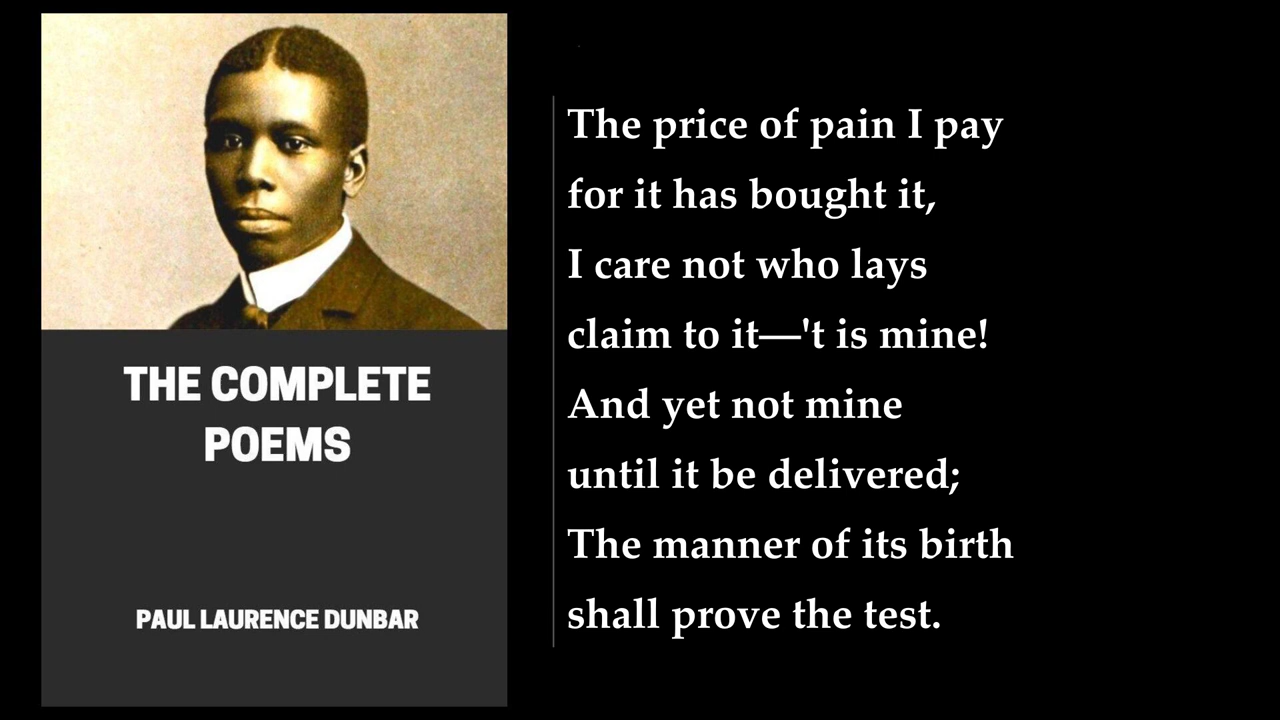 THE COMPLETE
POEMS
PAUL LAURENCE DUNBAR
The price of pain I pay
for it has bought it,
I care not who lays
claim to it—'t is mine!
And yet not mine
until it be delivered;
The manner of its birth
shall prove the test.